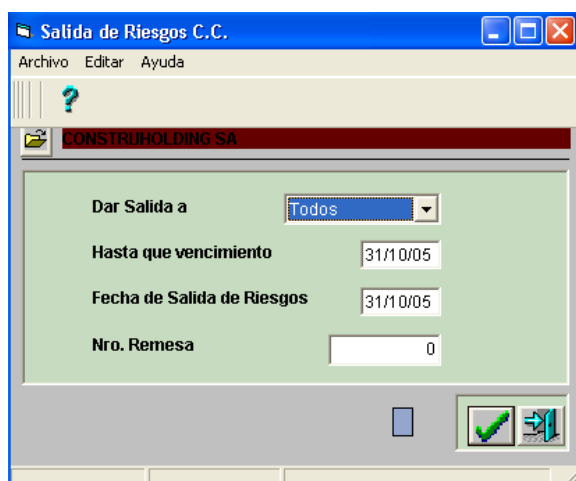 Salida de Riesgos C.C.
Archivo Editar Ayuda
CONSTRUHOLDING SA
Dar Salida a Todos
Hasta que vencimiento 31/10/05
Fecha de Salida de Riesgos 31/10/05
Nro. Remesa 0